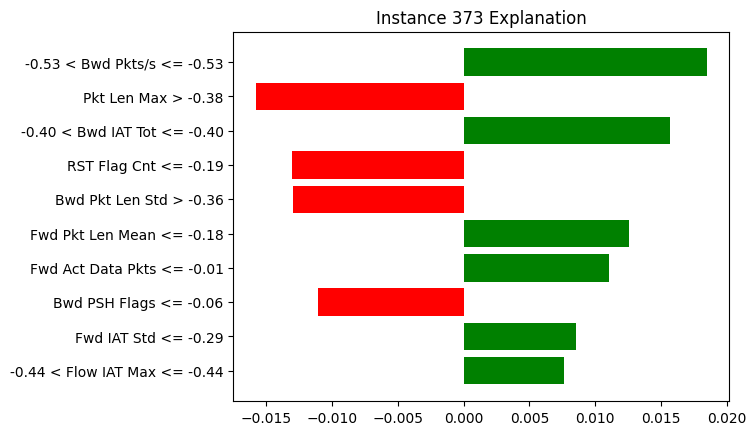 Instance 373 Explanation
-0.53 < Bwd Pkts/s <= -0.53
Pkt Len Max > -0.38
-0.40 < Bwd IAT Tot <= -0.40
RST Flag Cnt <= -0.19
Bwd Pkt Len Std > -0.36
Fwd Pkt Len Mean <= -0.18
Fwd Act Data Pkts <= -0.01
Bwd PSH Flags <= -0.06
Fwd IAT Std <= -0.29
-0.44 < Flow IAT Max <= -0.44
−0.015 −0.010 −0.005 0.000 0.005 0.010 0.015 0.020